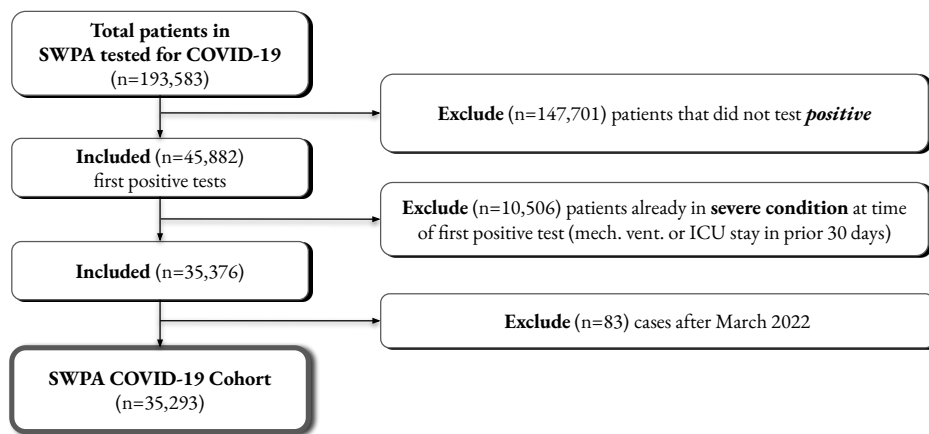 Total patients in
SWPA tested for COVID-19
(n=193,583)
Exclude (n=147,701) patients that did not test positive
Included (n=45,882)
first positive tests
Exclude (n=10,506) patients already in severe condition at time
of first positive test (mech. vent. or ICU stay in prior 30 days)
Included (n=35,376)
Exclude (n=83) cases after March 2022
SWPA COVID-19 Cohort
(n=35,293)